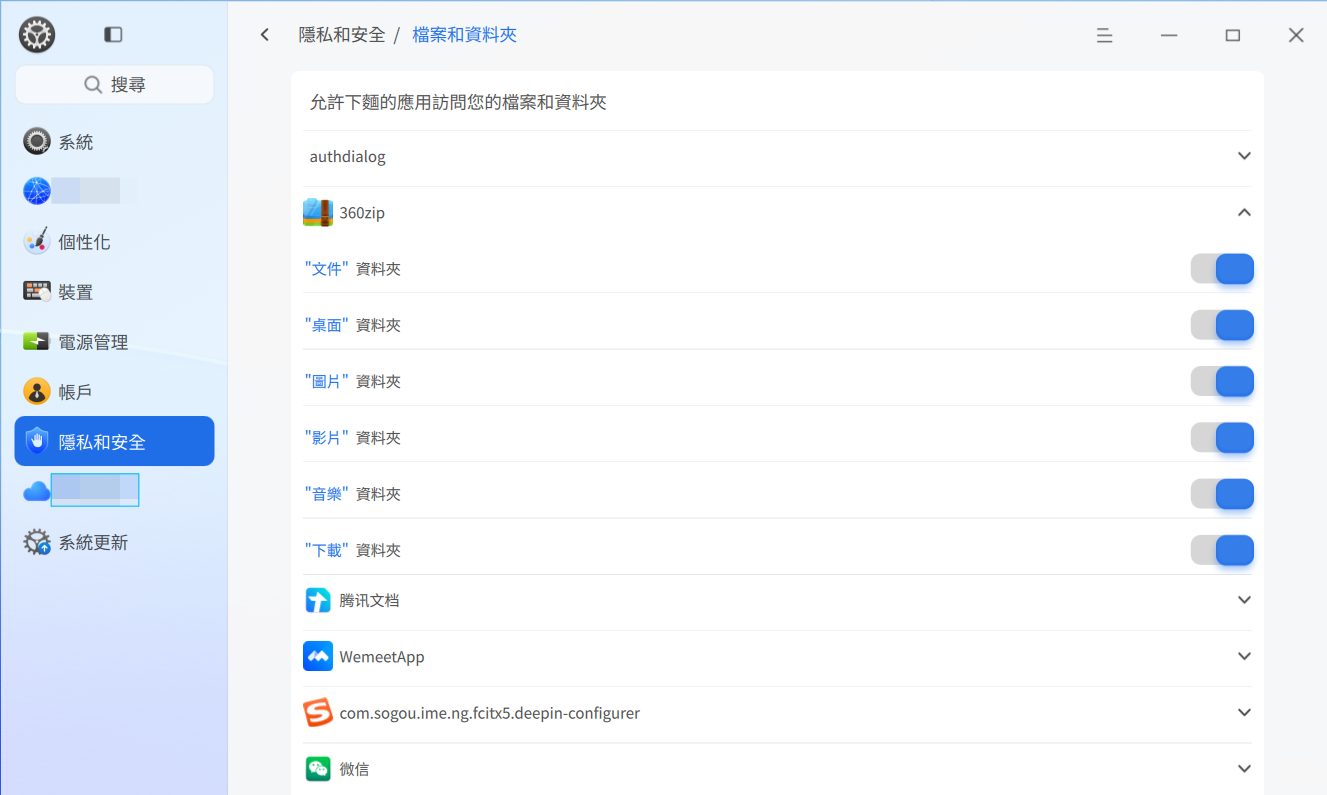 搜尋
系統
個性化
裝置
電源管理
帳戶
隱私和安全
系統更新
隱私和安全 / 檔案和資料夾
允許下麵的應用訪問您的檔案和資料夾
authdialog
360zip
"文件" 資料夾
"桌面" 資料夾
"圖片" 資料夾
"影片" 資料夾
"音樂" 資料夾
"下載" 資料夾
腾讯文档
WemeetApp
com.sogou.ime.ng.fcitx5.deepin-configurer
微信